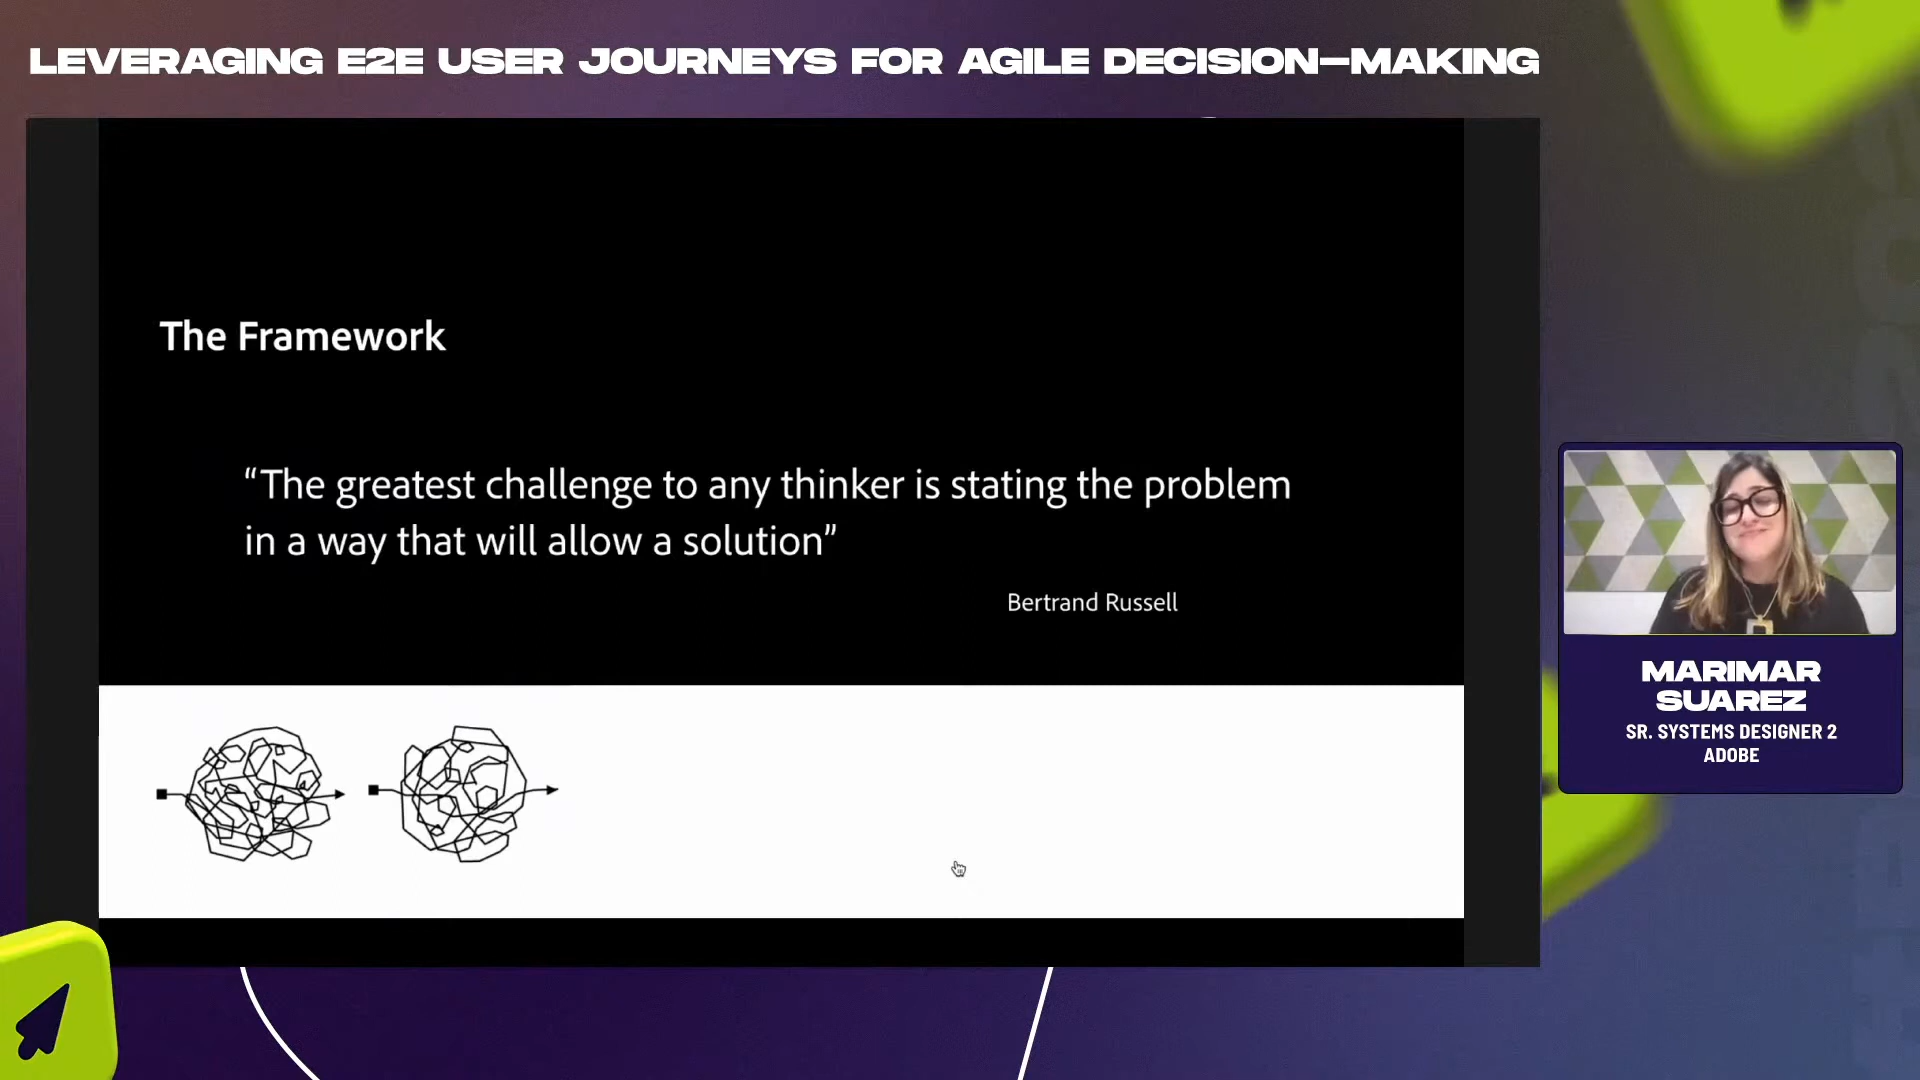 LEVERAGING E2E USER JOURNEYS FOR AGILE DECISION-MAKING
The Framework
“The greatest challenge to any thinker is stating the problem
in a way that will allow a solution”
Bertrand Russell
MARIMAR
SUAREZ
SR. SYSTEMS DESIGNER 2
ADOBE